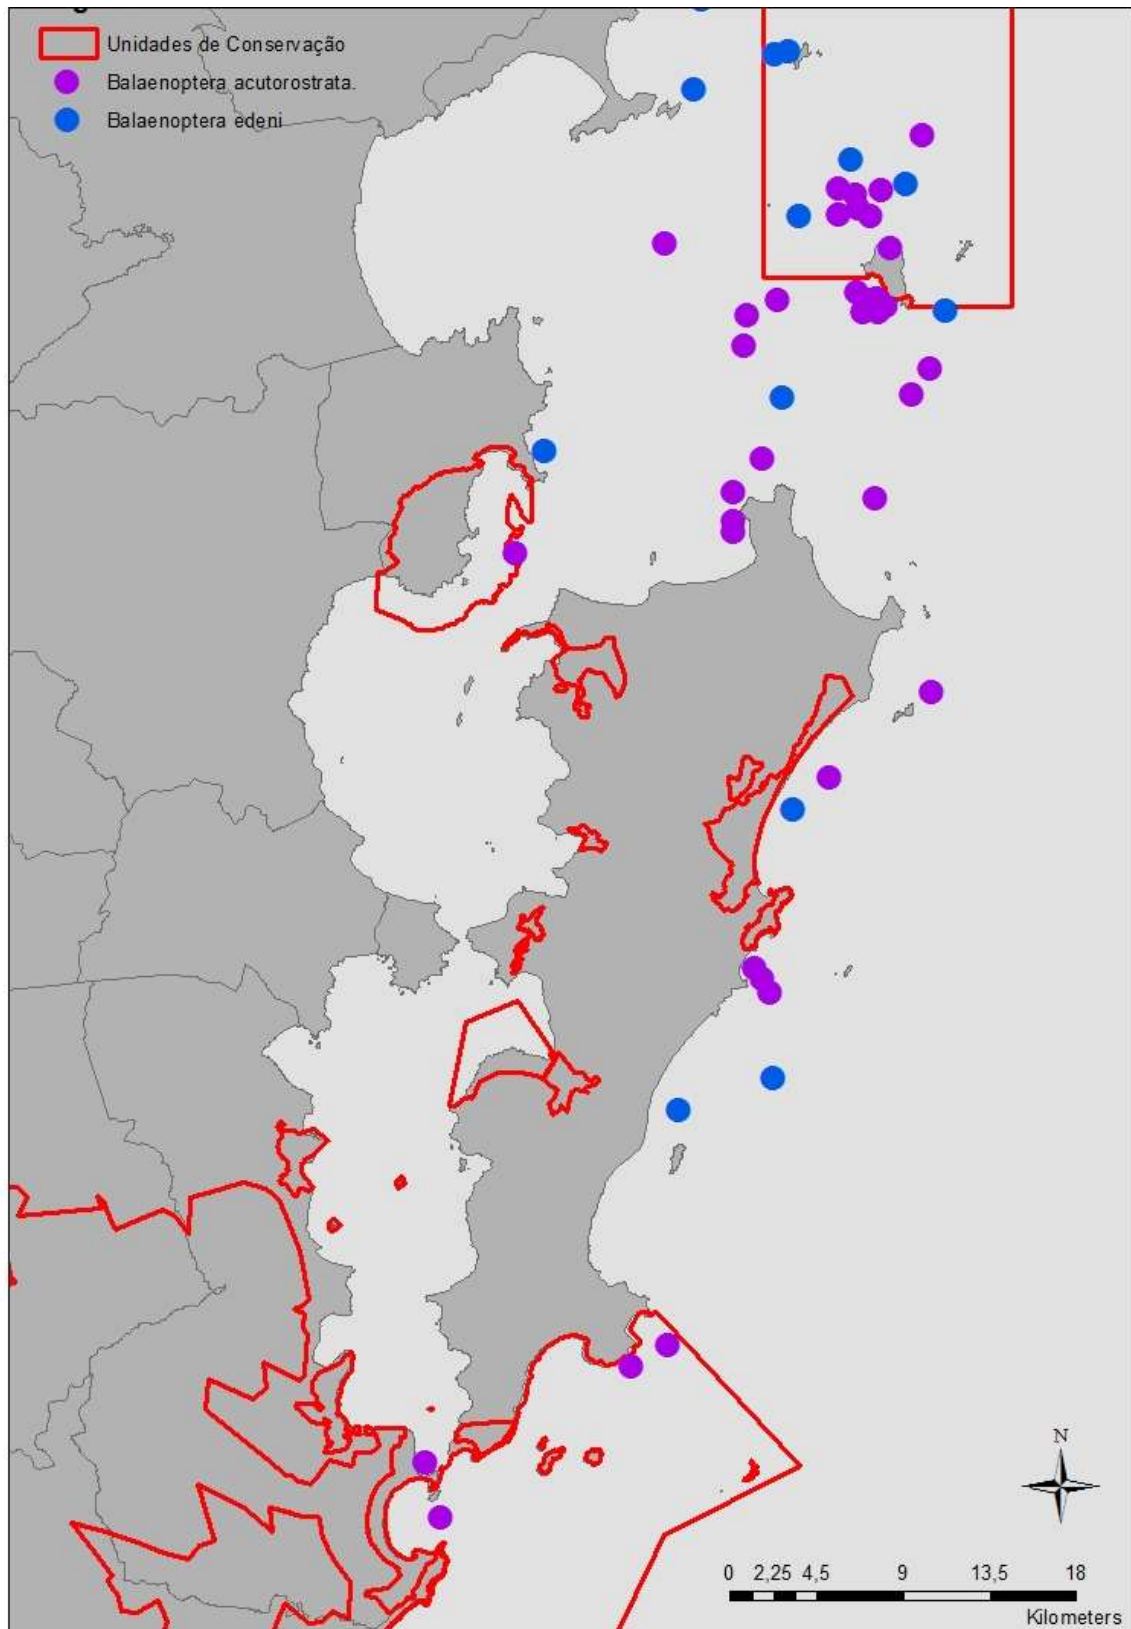 Unidades de Conservação
Balaenoptera acutorostrata.
Balaenoptera edeni
N
0 2,25 4,5 9 13,5 18
Kilometers